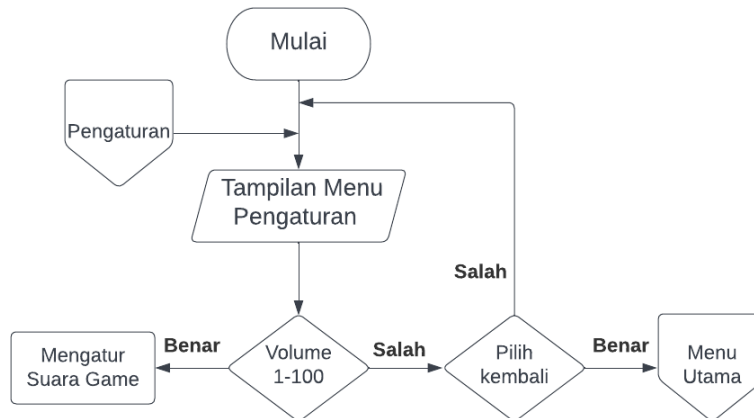 Mulai
Pengaturan
Tampilan Menu
Pengaturan
Salah
Benar
Volume
1-100
Salah
Pilih
kembali
Benar
Mengatur
Suara Game
Menu
Utama